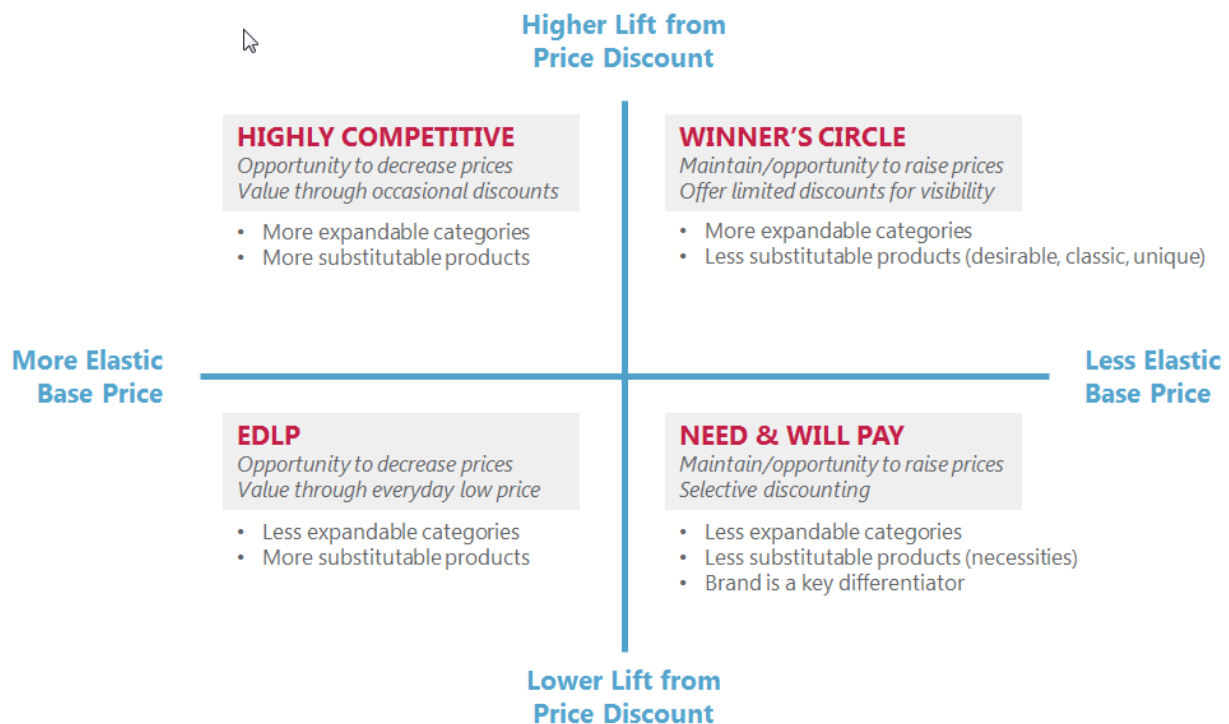 Higher Lift from
Price Discount
HIGHLY COMPETITIVE
Opportunity to decrease prices
Value through occasional discounts
• More expandable categories
• More substitutable products
WINNER'S CIRCLE
Maintain/opportunity to raise prices
Offer limited discounts for visibility
• More expandable categories
• Less substitutable products (desirable, classic, unique)
More Elastic
Base Price
Less Elastic
Base Price
EDLP
Opportunity to decrease prices
Value through everyday low price
• Less expandable categories
• More substitutable products
NEED & WILL PAY
Maintain/opportunity to raise prices
Selective discounting
• Less expandable categories
• Less substitutable products (necessities)
• Brand is a key differentiator
Lower Lift from
Price Discount